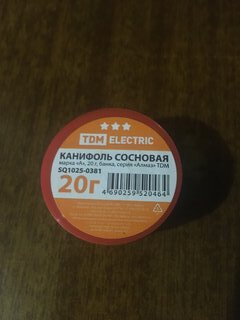 TDM ELECTRIC
КАНИФОЛЬ СОСНОВАЯ
марка «А», 20 г, банка, серия «Алмаз» TDM
SQ1025-0381
20г
4 690259 520464